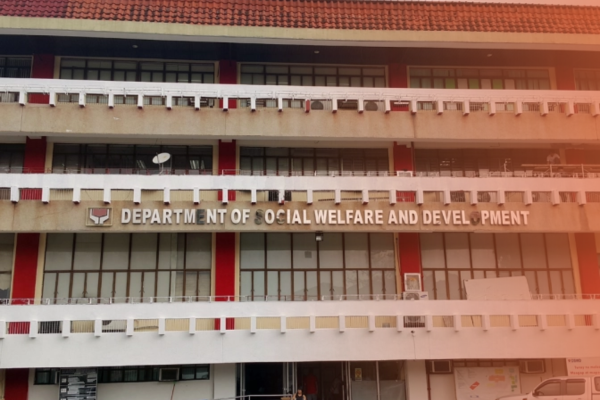 DEPARTMENT OF SOCIAL WELFARE AND DEVELOPMENT